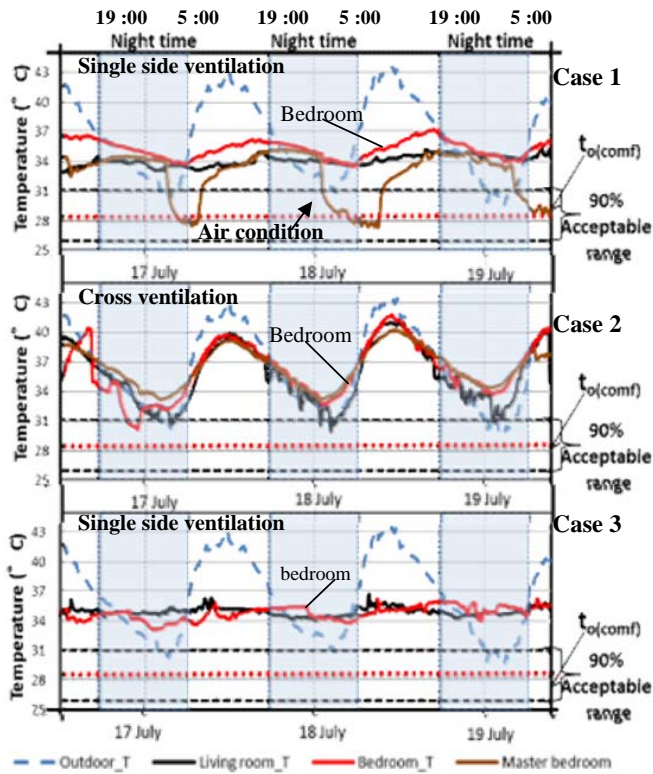 19 :00 5 :00 19 :00 5 :00 19 :00 5 :00
Night time Night time Night time
Single side ventilation
Case 1
Temperature (° C)
43
40
37
34
31
28
25
Bedroom
Air condition
to(comf)
90%
Acceptable
range
17 July 18 July 19 July
Cross ventilation
Case 2
Temperature (° C)
43
40
37
34
31
28
25
Bedroom
to(comf)
90%
Acceptable
range
17 July 18 July 19 July
Single side ventilation
Case 3
Temperature (° C)
43
40
37
34
31
28
25
bedroom
to(comf)
90%
Acceptable
range
17 July 18 July 19 July
Outdoor_T Living room_T Bedroom_T Master bedroom